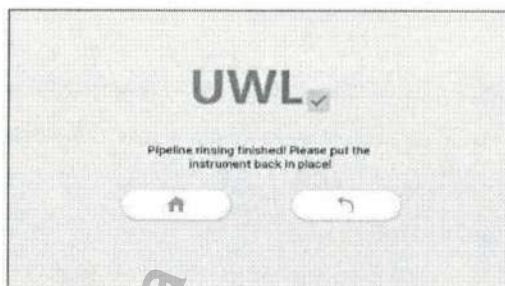 UWL
Pipeline rinsing finished! Please put the
instrument back in place!